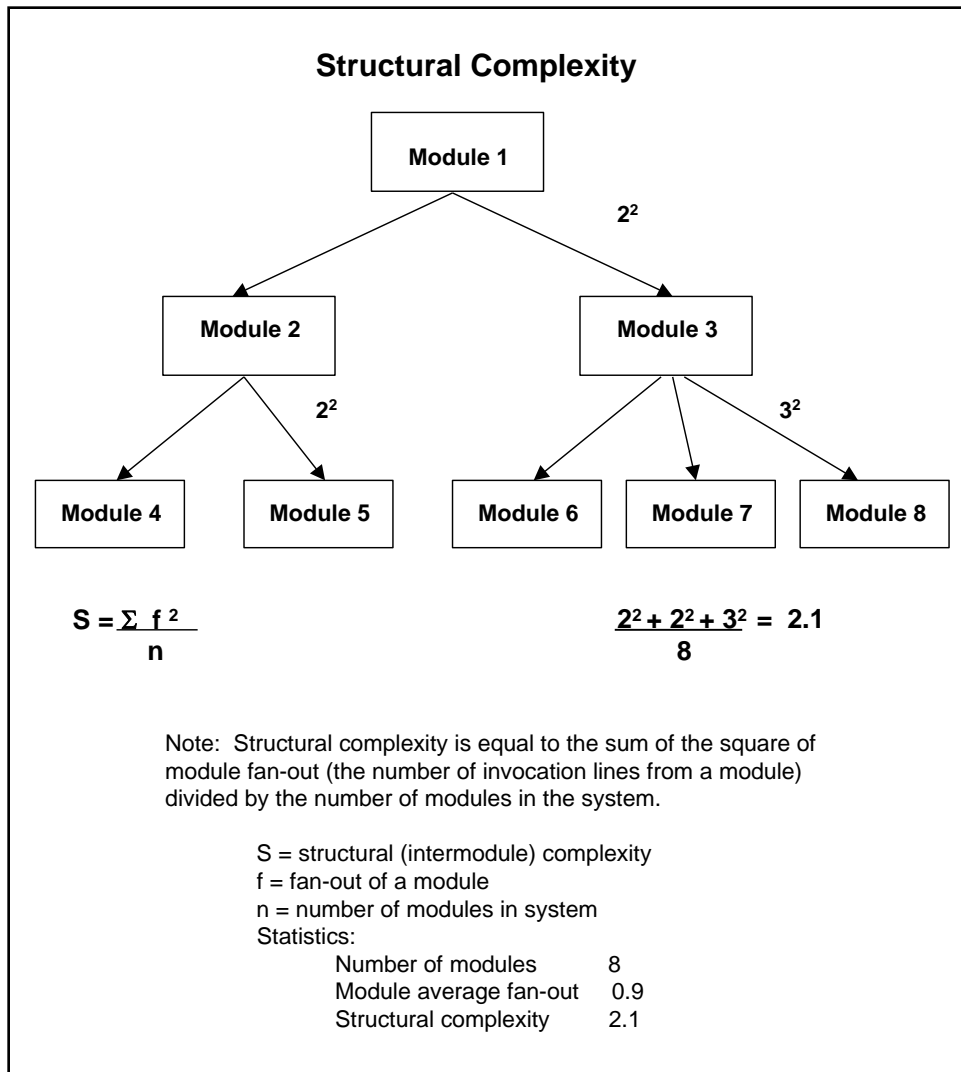 Structural Complexity
Module 1
2²
Module 2
Module 3
2²
3²
Module 4
Module 5
Module 6
Module 7
Module 8
S = Σ f ²
n
2² + 2² + 3² = 2.1
8
Note: Structural complexity is equal to the sum of the square of
module fan-out (the number of invocation lines from a module)
divided by the number of modules in the system.
S = structural (intermodule) complexity
f = fan-out of a module
n = number of modules in system
Statistics:
Number of modules 8
Module average fan-out 0.9
Structural complexity 2.1